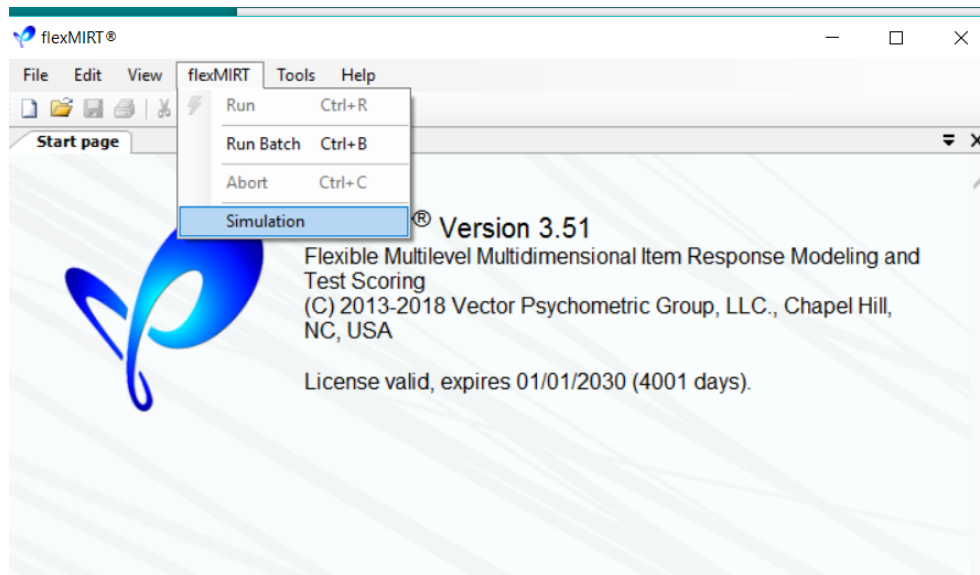 flexMIRT®
File Edit View flexMIRT Tools Help
Run Ctrl+R
Start page
Run Batch Ctrl+B
Abort Ctrl+C
Simulation
® Version 3.51
Flexible Multilevel Multidimensional Item Response Modeling and
Test Scoring
(C) 2013-2018 Vector Psychometric Group, LLC., Chapel Hill,
NC, USA
License valid, expires 01/01/2030 (4001 days).